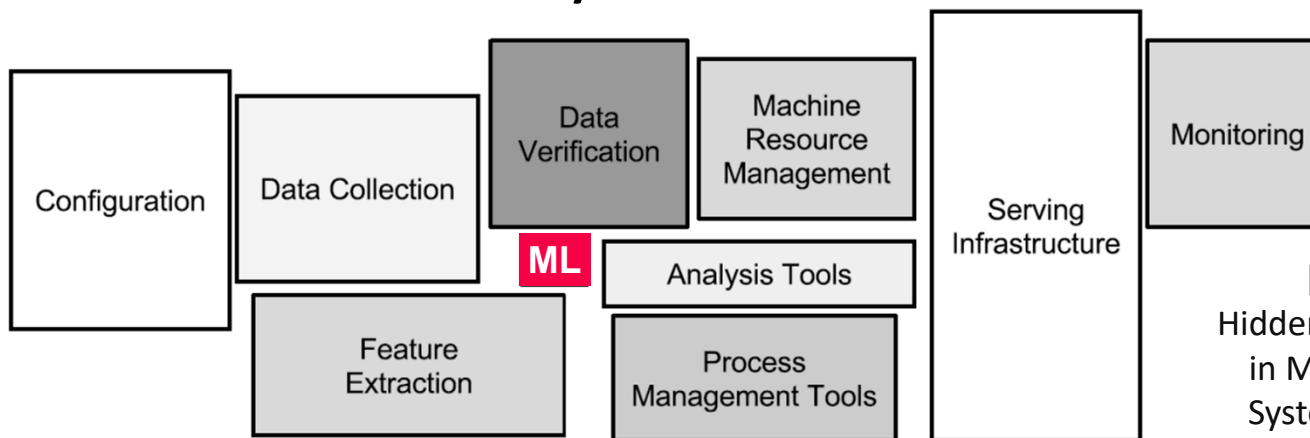 Configuration
Data Collection
Data
Verification
Machine
Resource
Management
Serving
Infrastructure
Monitoring
ML
Analysis Tools
Feature
Extraction
Process
Management Tools
in